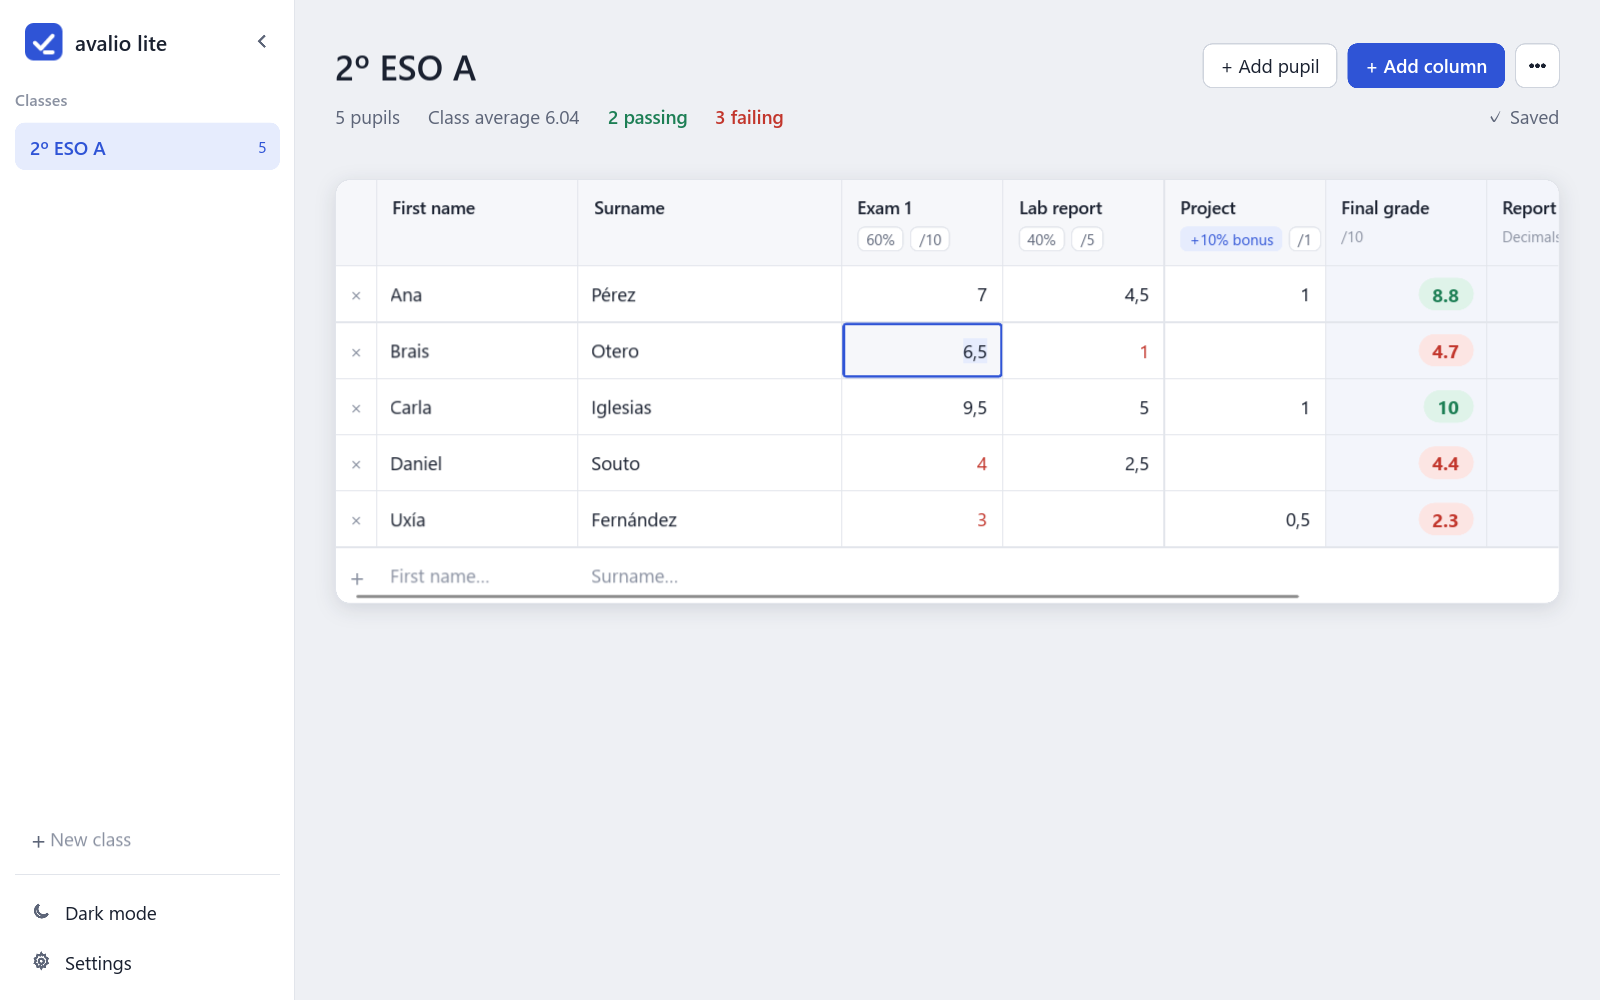 avalio lite
Classes
2º ESO A 5
+ New class
Dark mode
Settings
2º ESO A
+ Add pupil
+ Add column
5 pupils Class average 6.04 2 passing 3 failing
✓ Saved
First name Surname Exam 1 Lab report Project Final grade Report
60% /10 40% /5 +10% bonus /1 /10 Decimals
× Ana Pérez 7 4,5 1 8.8
× Brais Otero 6,5 1 4.7
× Carla Iglesias 9,5 5 1 10
× Daniel Souto 4 2,5 4.4
× Uxía Fernández 3 0,5 2.3
+ First name... Surname...